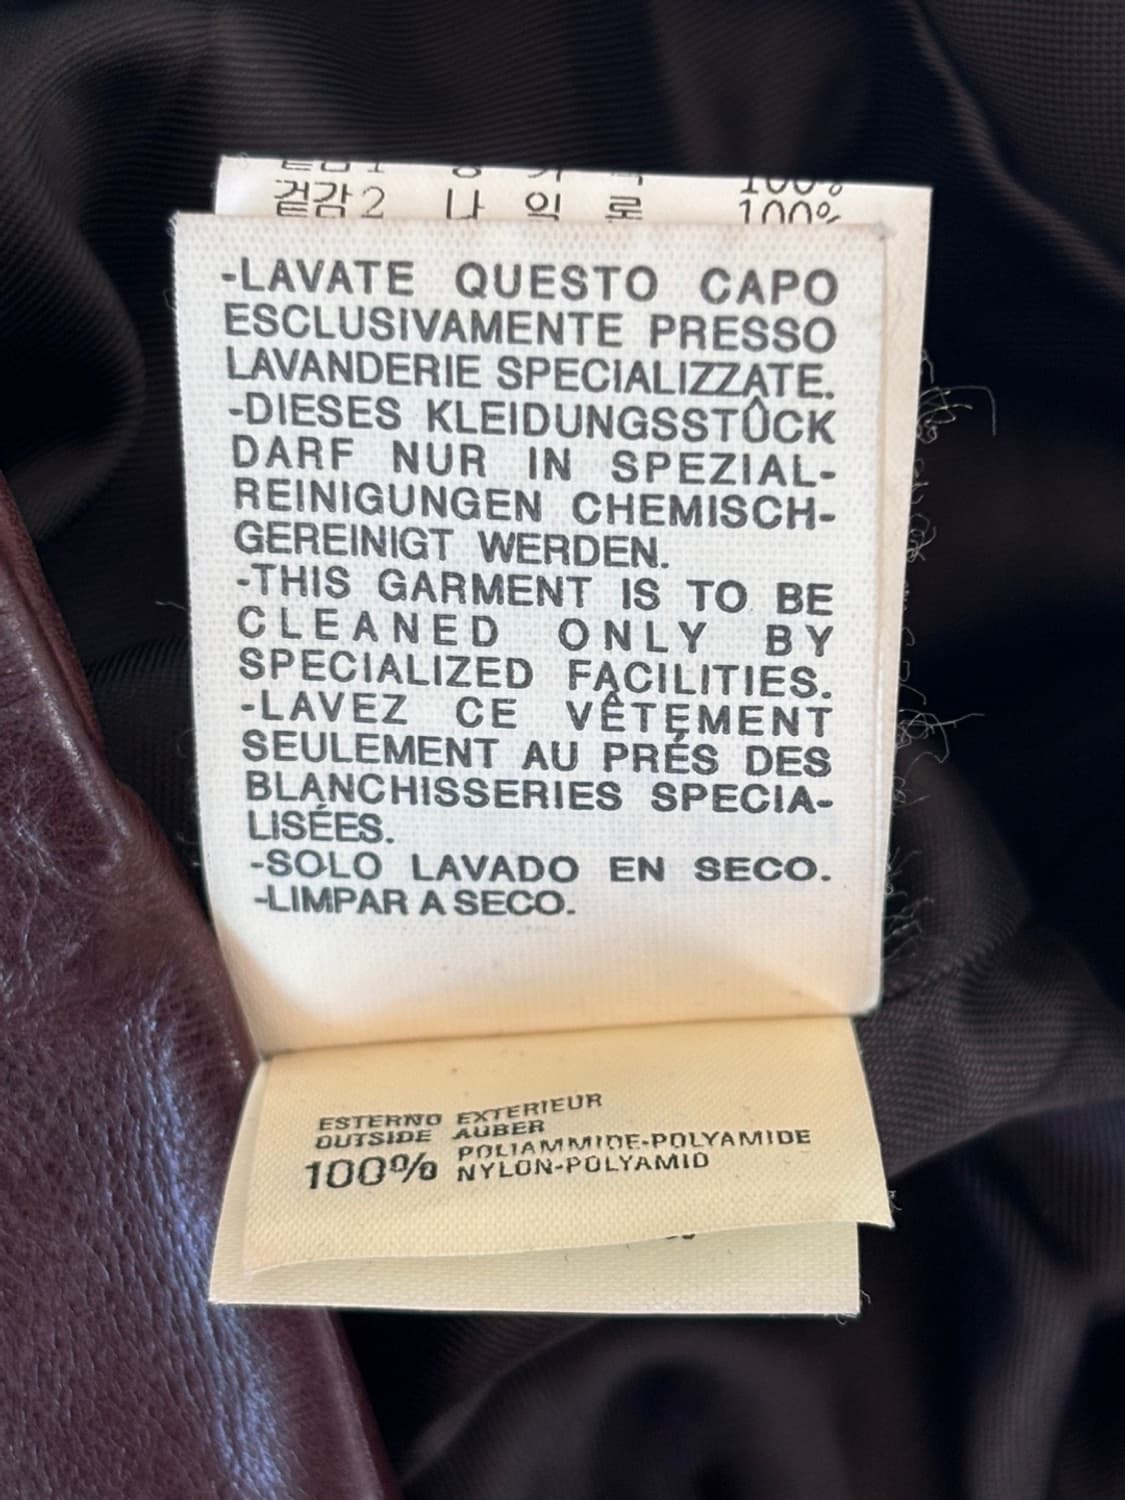 100%
겉감2 나 일 론 100%
-LAVATE QUESTO CAPO
ESCLUSIVAMENTE PRESSO
LAVANDERIE SPECIALIZZATE.
-DIESES KLEIDUNGSSTÛCK
DARF NUR IN SPEZIAL-
REINIGUNGEN CHEMISCH-
GEREINIGT WERDEN.
-THIS GARMENT IS TO BE
CLEANED ONLY BY
SPECIALIZED FACILITIES.
-LAVEZ CE VÊTEMENT
SEULEMENT AU PRÉS DES
BLANCHISSERIES SPECIA-
LISÉES.
-SOLO LAVADO EN SECO.
-LIMPAR A SECO.
ESTERNO EXTERIEUR
OUTSIDE AUBER
100% POLIAMMIDE-POLYAMIDE
NYLON-POLYAMID